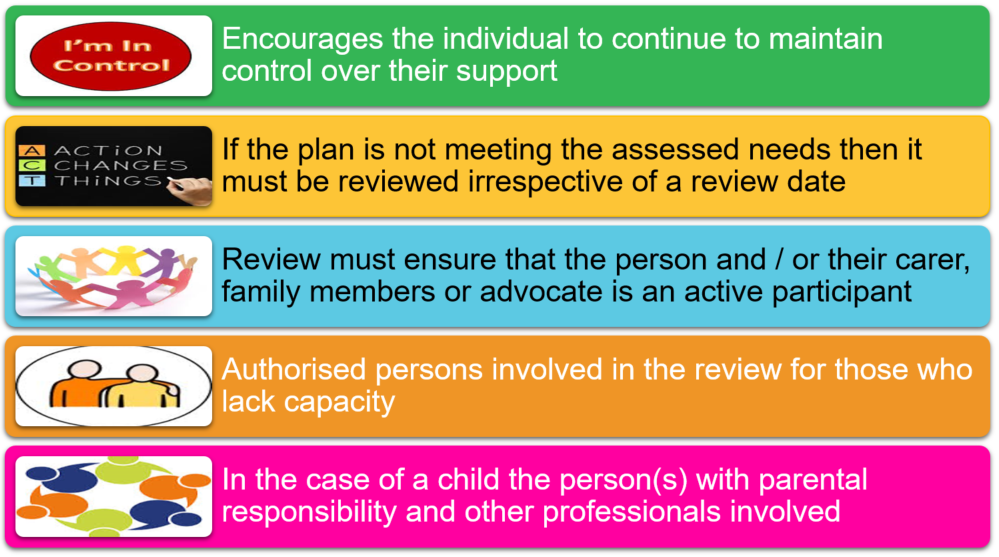 I'm In
Control
Encourages the individual to continue to maintain
control over their support
A ACTiON
C CHANGES
T THiNGS
If the plan is not meeting the assessed needs then it
must be reviewed irrespective of a review date
Review must ensure that the person and / or their carer,
family members or advocate is an active participant
Authorised persons involved in the review for those who
lack capacity
In the case of a child the person(s) with parental
responsibility and other professionals involved